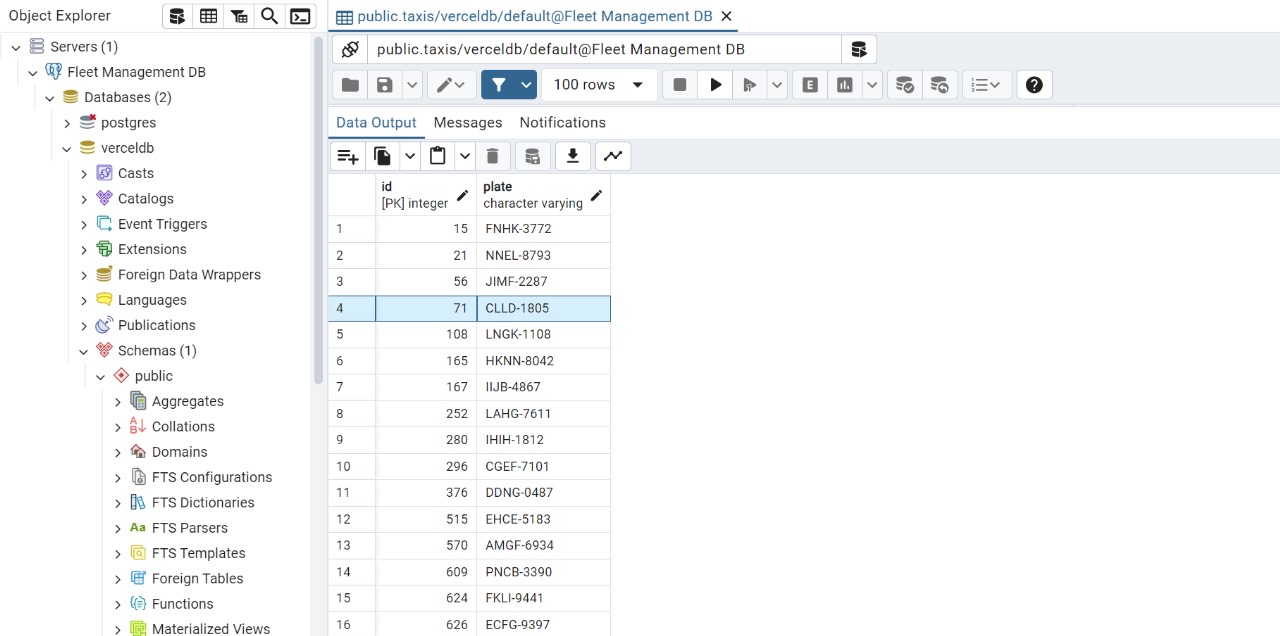 Object Explorer
Servers (1)
Fleet Management DB
Databases (2)
postgres
verceldb
Casts
Catalogs
Event Triggers
Extensions
Foreign Data Wrappers
Languages
Publications
Schemas (1)
public
Aggregates
Collations
Domains
FTS Configurations
FTS Dictionaries
Aa FTS Parsers
FTS Templates
Foreign Tables
Functions
Materialized Views
public.taxis/verceldb/default@Fleet Management DB
public.taxis/verceldb/default@Fleet Management DB
100 rows
E
Data Output Messages Notifications
id plate
[PK] integer character varying
1 15 FNHK-3772
2 21 NNEL-8793
3 56 JIMF-2287
4 71 CLLD-1805
5 108 LNGK-1108
6 165 HKNN-8042
7 167 IIJB-4867
8 252 LAHG-7611
9 280 IHIH-1812
10 296 CGEF-7101
11 376 DDNG-0487
12 515 EHCE-5183
13 570 AMGF-6934
14 609 PNCB-3390
15 624 FKLI-9441
16 626 ECFG-9397